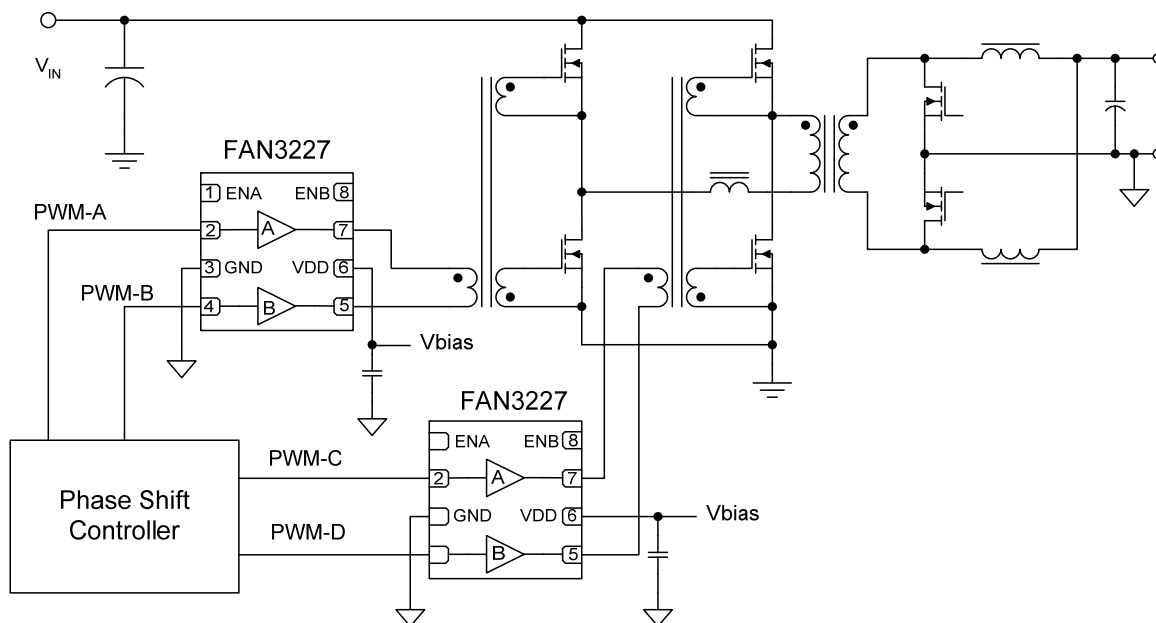 V_IN
FAN3227
1 ENA ENB 8
PWM-A
2 A 7
3 GND VDD 6
PWM-B
4 B 5
Vbias
FAN3227
ENA ENB 8
PWM-C
2 A 7
Phase Shift
Controller
GND VDD 6
Vbias
PWM-D
B 5